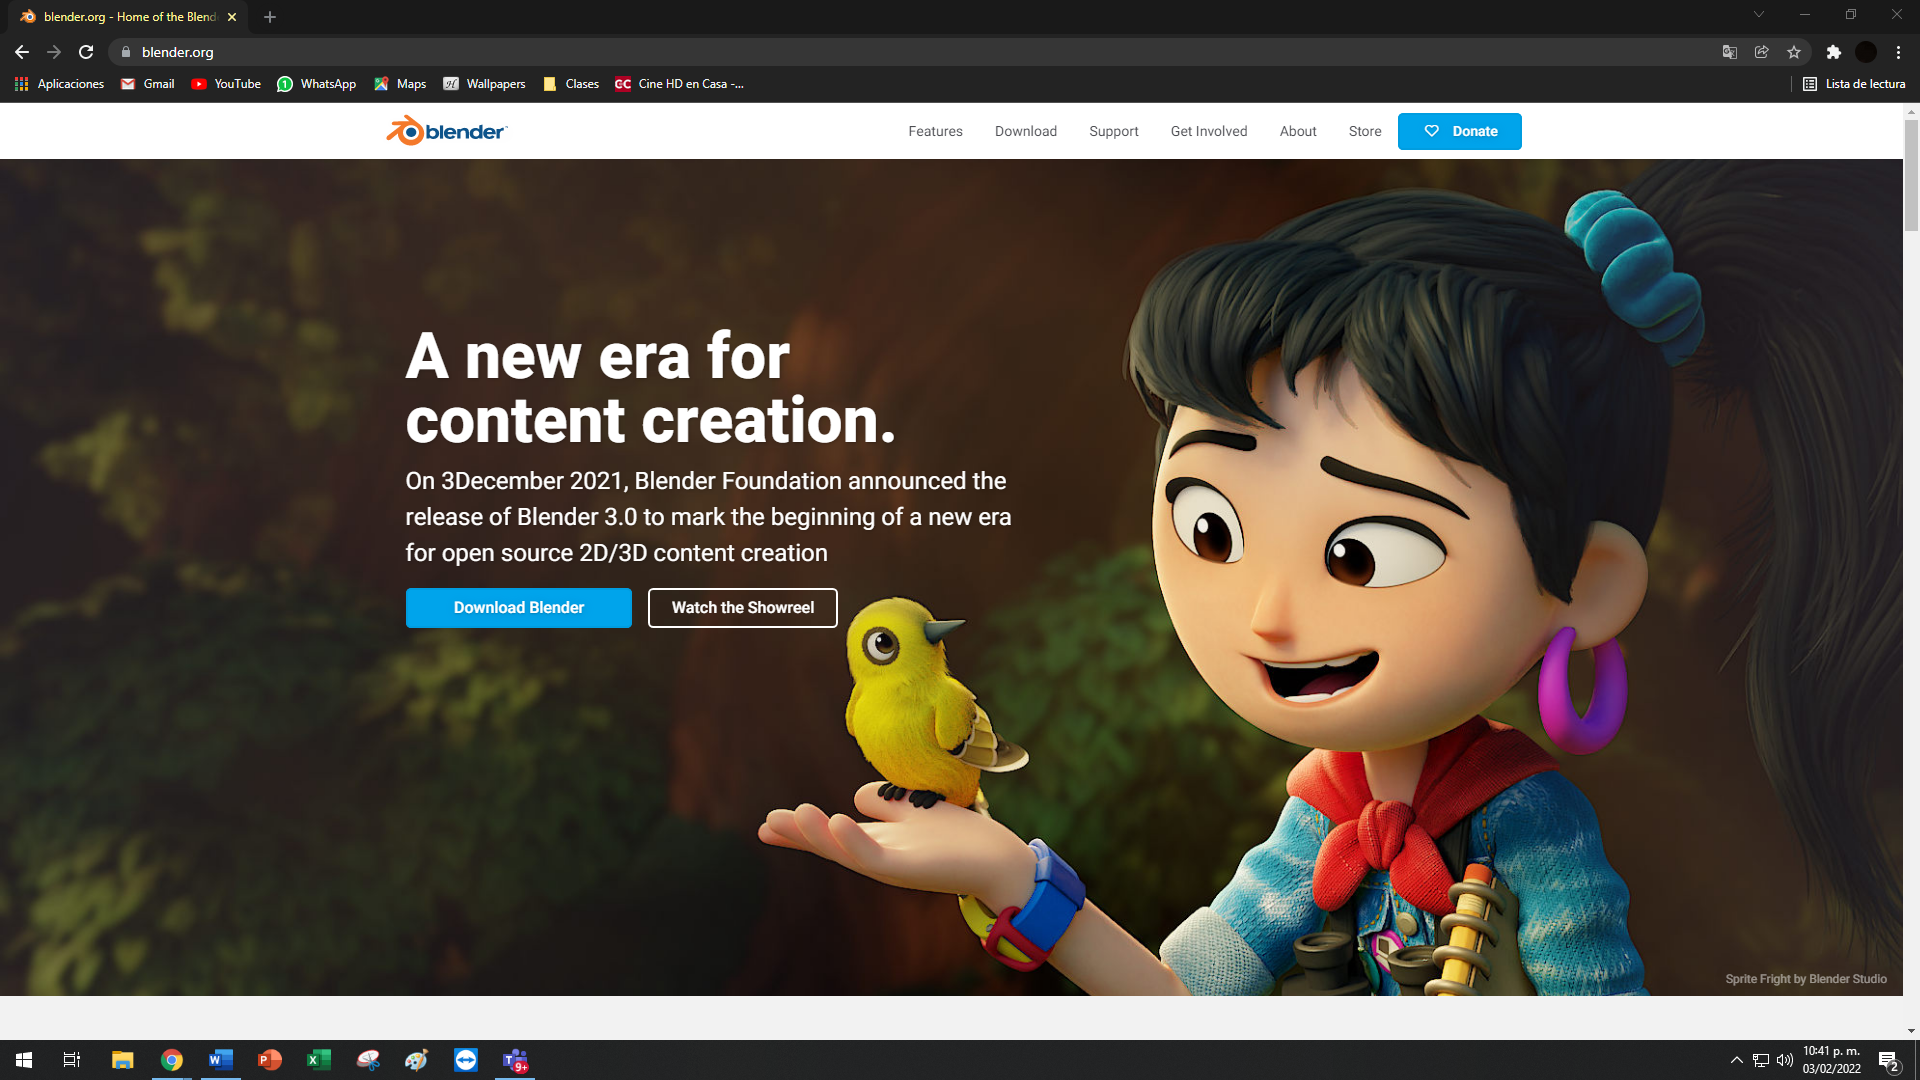 blender.org - Home of the Blend
blender.org
Aplicaciones Gmail YouTube WhatsApp Maps Wallpapers Clases Cine HD en Casa -...
Lista de lectura
blender
Features Download Support Get Involved About Store Donate
A new era for
content creation.
On 3December 2021, Blender Foundation announced the
release of Blender 3.0 to mark the beginning of a new era
for open source 2D/3D content creation
Download Blender Watch the Showreel
Sprite Fright by Blender Studio
10:41 p. m.
03/02/2022
9+
2